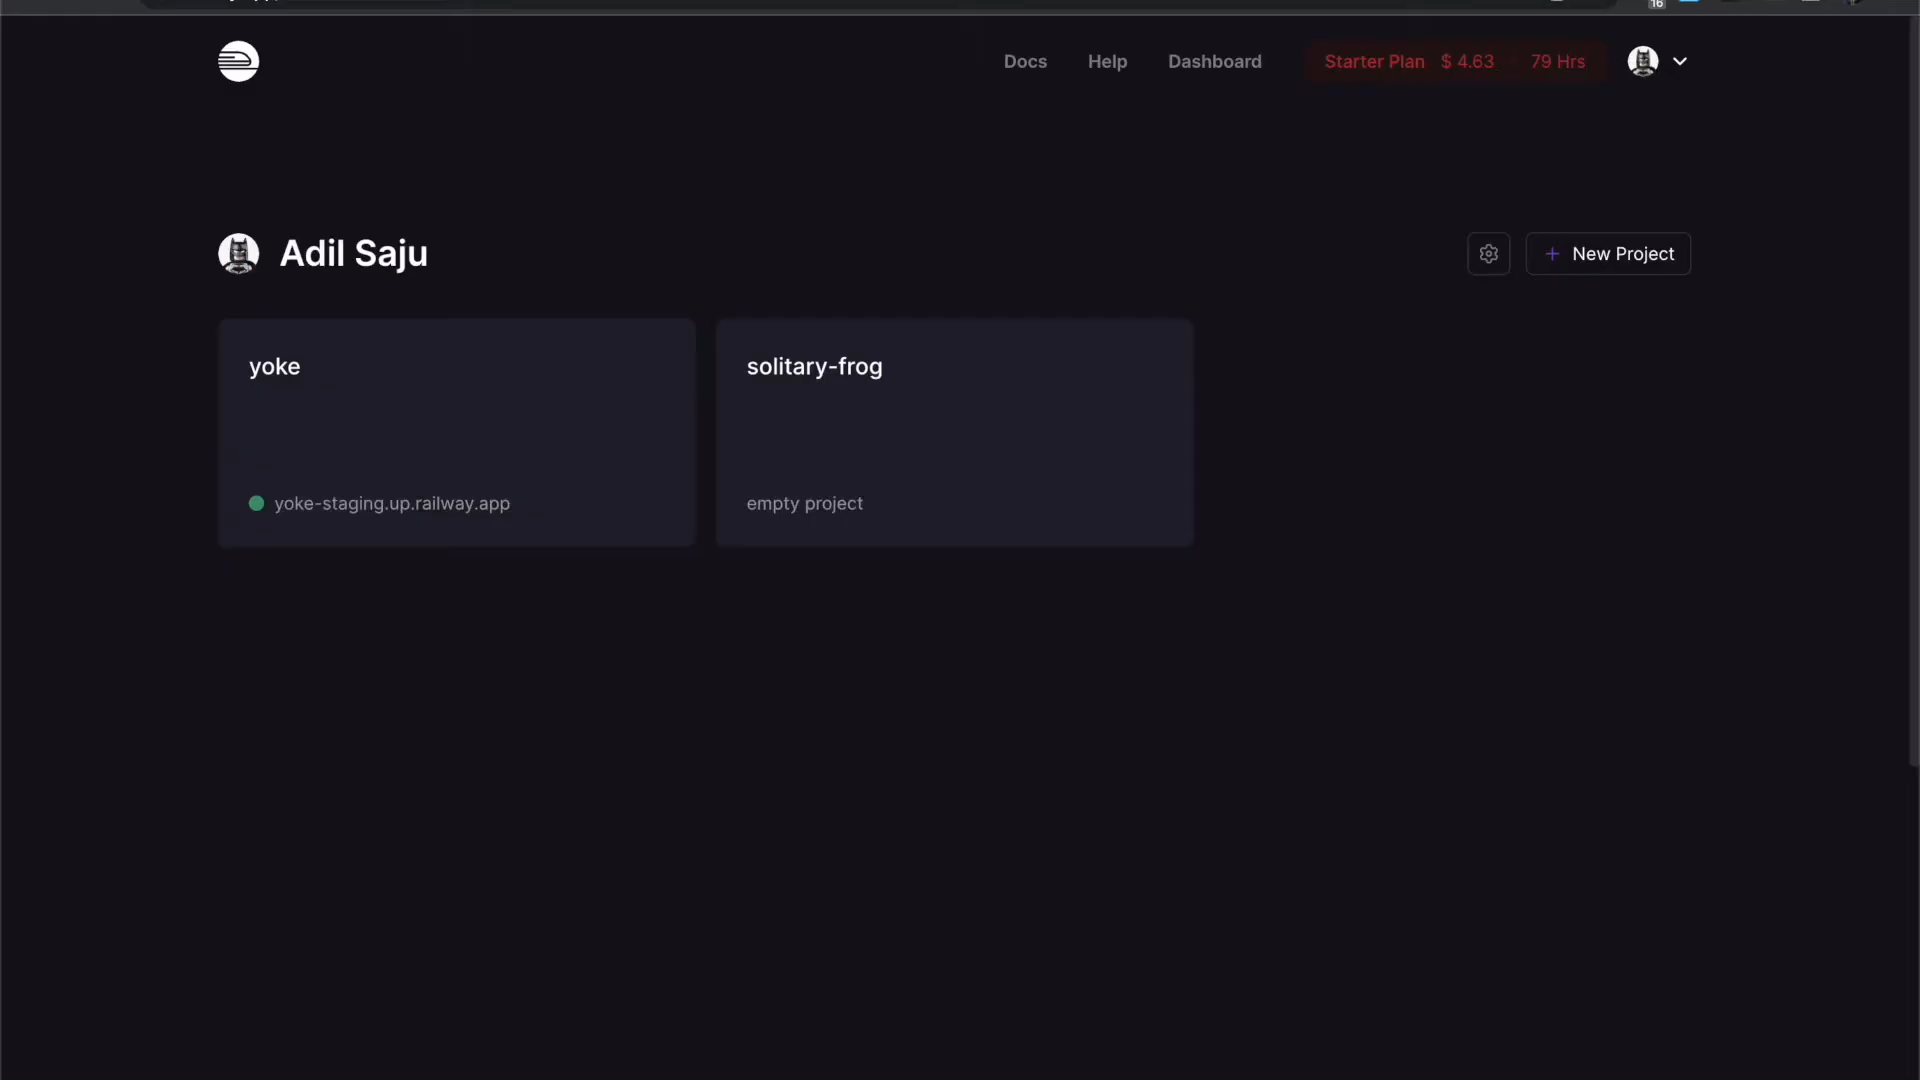 16
Docs Help Dashboard Starter Plan $ 4.63 79 Hrs
Adil Saju
+ New Project
yoke
yoke-staging.up.railway.app
solitary-frog
empty project